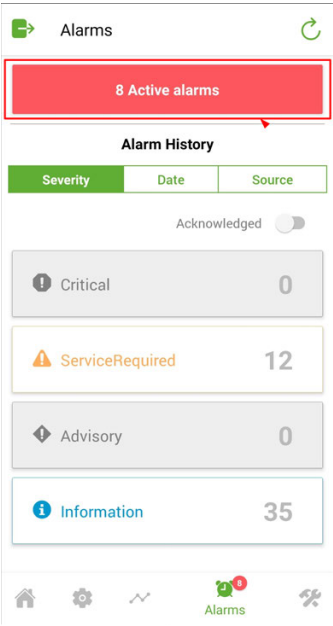 Alarms
8 Active alarms
Alarm History
Severity Date Source
Acknowledged
Critical 0
ServiceRequired 12
Advisory 0
Information 35
8
Alarms